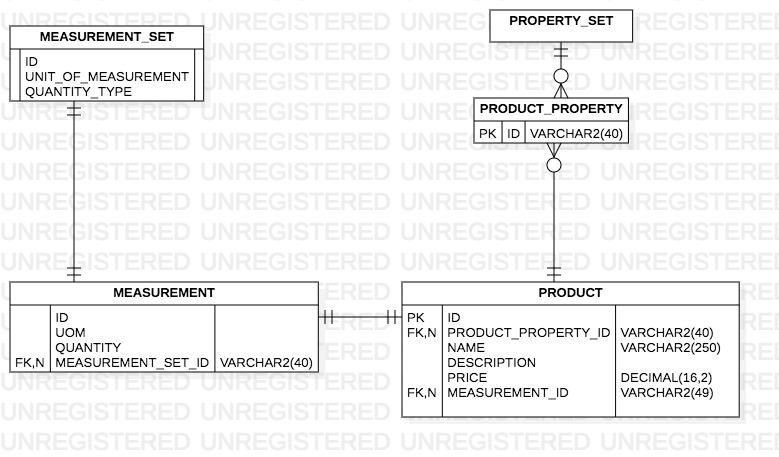 MEASUREMENT_SET
ID
UNIT_OF_MEASUREMENT
QUANTITY_TYPE
PROPERTY_SET
PRODUCT_PROPERTY
PK ID VARCHAR2(40)
MEASUREMENT
ID
UOM
QUANTITY
FK,N MEASUREMENT_SET_ID VARCHAR2(40)
PRODUCT
PK ID
FK,N PRODUCT_PROPERTY_ID VARCHAR2(40)
NAME VARCHAR2(250)
DESCRIPTION
PRICE DECIMAL(16,2)
FK,N MEASUREMENT_ID VARCHAR2(49)
UNREGISTERED UNREGISTERED UNREGISTERED UNREGISTERED